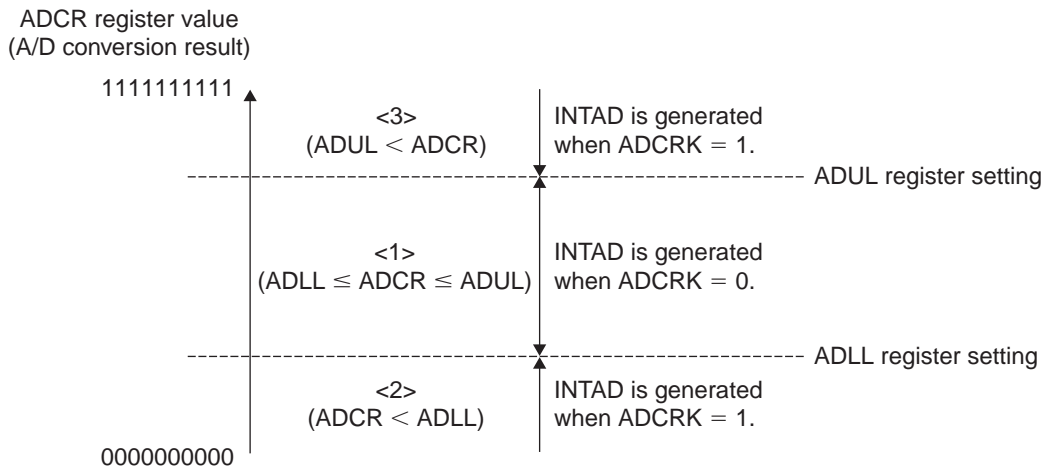 ADCR register value
(A/D conversion result)
1111111111
<3>
(ADUL < ADCR)
INTAD is generated
when ADCRK = 1.
ADUL register setting
<1>
(ADLL ≤ ADCR ≤ ADUL)
INTAD is generated
when ADCRK = 0.
ADLL register setting
<2>
(ADCR < ADLL)
INTAD is generated
when ADCRK = 1.
0000000000